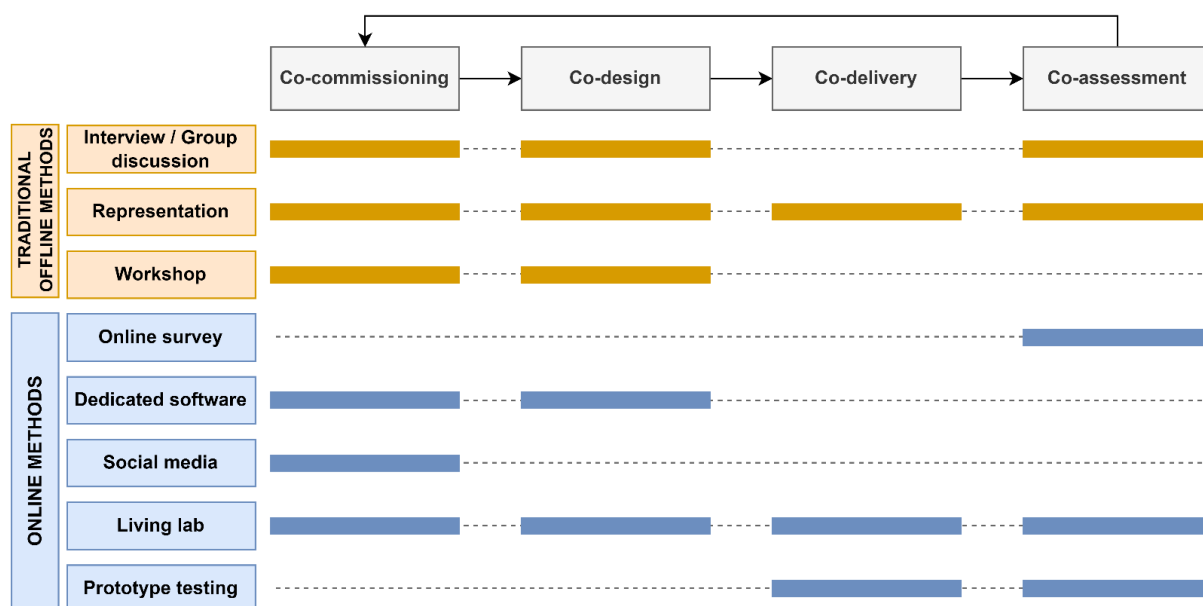 Co-commissioning
Co-design
Co-delivery
Co-assessment
TRADITIONAL
OFFLINE METHODS
Interview / Group
discussion
Representation
Workshop
ONLINE METHODS
Online survey
Dedicated software
Social media
Living lab
Prototype testing